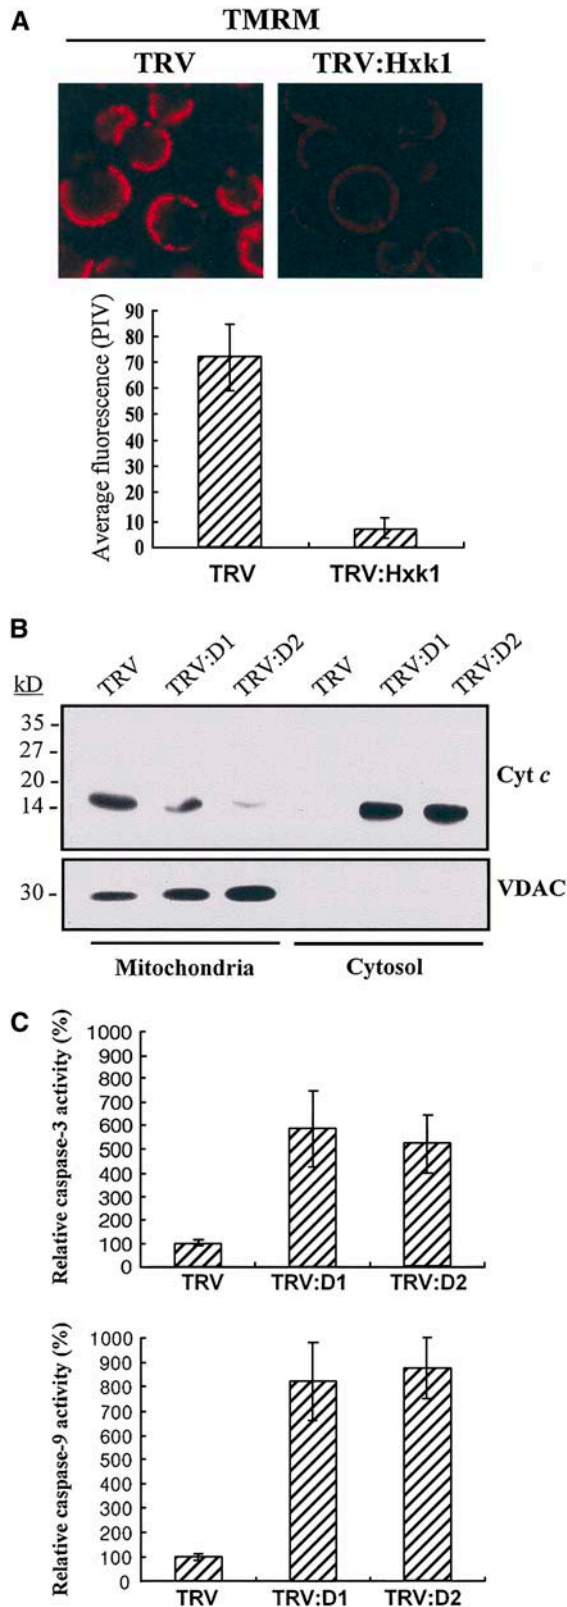 A
TMRM
TRV TRV:Hxk1
Average fluorescence (PIV)
90
80
70
60
50
40
30
20
10
0
TRV TRV:Hxk1
B
kD TRV TRV:D1 TRV:D2 TRV TRV:D1 TRV:D2
35
27
20
14
Cyt c
30
VDAC
Mitochondria Cytosol
C
Relative caspase-3 activity (%)
1000
900
800
700
600
500
400
300
200
100
0
TRV TRV:D1 TRV:D2
Relative caspase-9 activity (%)
1000
900
800
700
600
500
400
300
200
100
0
TRV TRV:D1 TRV:D2